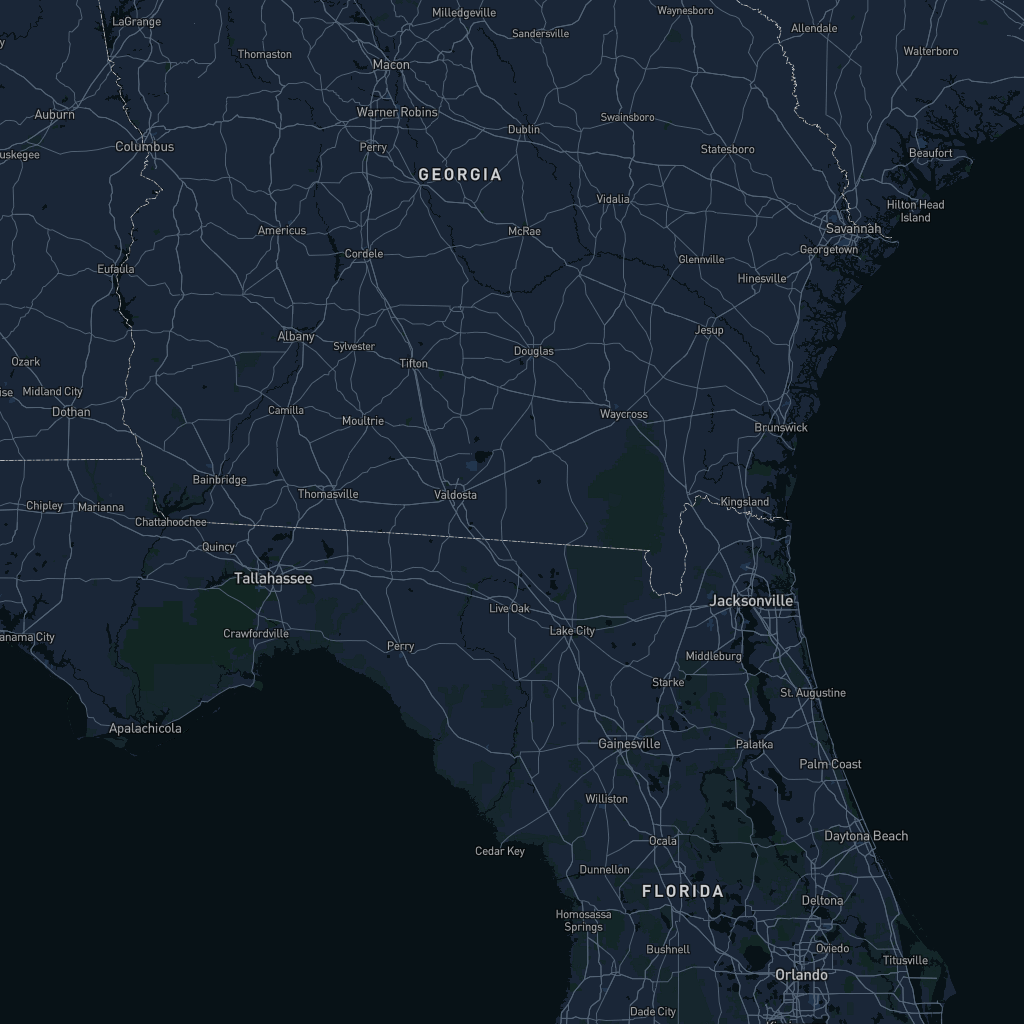 Milledgeville
Waynesboro
LaGrange
Sandersville
Allendale
Thomaston
Walterboro
Macon
Auburn
Warner Robins
Swainsboro
Dublin
Columbus
Perry
Statesboro
Beaufort
uskegee
GEORGIA
Vidalia
Hilton Head
Island
Americus
McRae
Savannah
Cordele
Georgetown
Glennville
Eufaula
Hinesville
Albany
Jesup
Sylvester
Douglas
Ozark
Tifton
ise
Midland City
Dothan
Camilla
Moultrie
Waycross
Brunswick
Bainbridge
Thomasville
Valdosta
Chipley
Marianna
Kingsland
Chattahoochee
Quincy
Tallahassee
Live Oak
Jacksonville
anama City
Crawfordville
Lake City
Perry
Middleburg
Starke
St. Augustine
Apalachicola
Gainesville
Palatka
Palm Coast
Williston
Ocala
Daytona Beach
Cedar Key
Dunnellon
FLORIDA
Deltona
Homosassa
Springs
Bushnell
Oviedo
Titusville
Orlando
Dade City